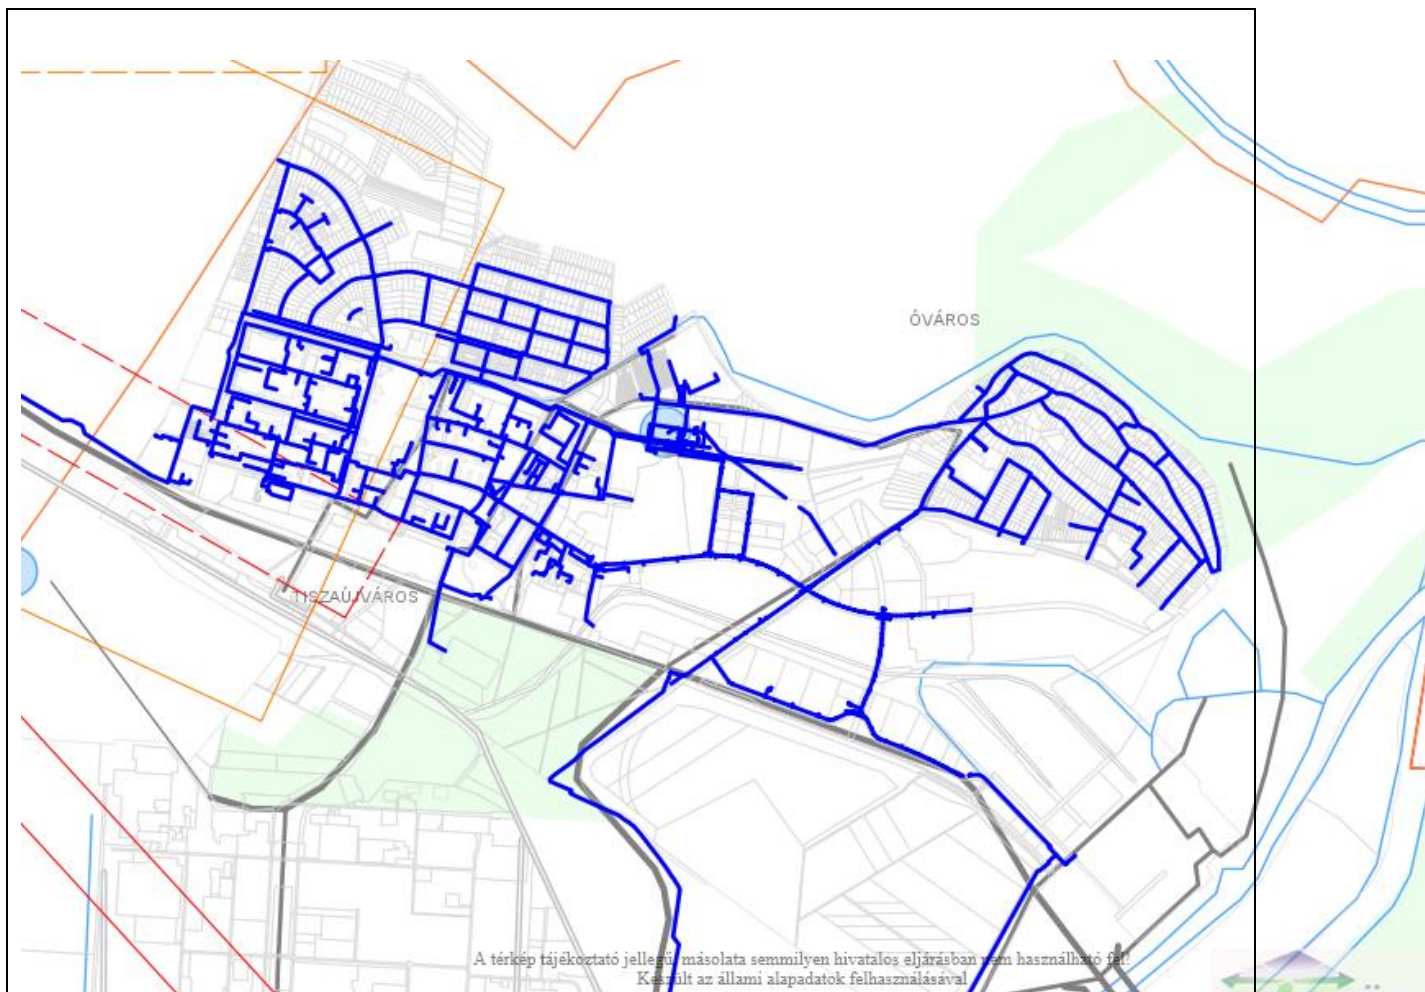 ÓVÁROS
TISZAÚJVÁROS
A térkép tájékoztató jellegű, másolata semmilyen hivatalos eljárásban nem használható fel!
Készült az állami alapadatok felhasználásával